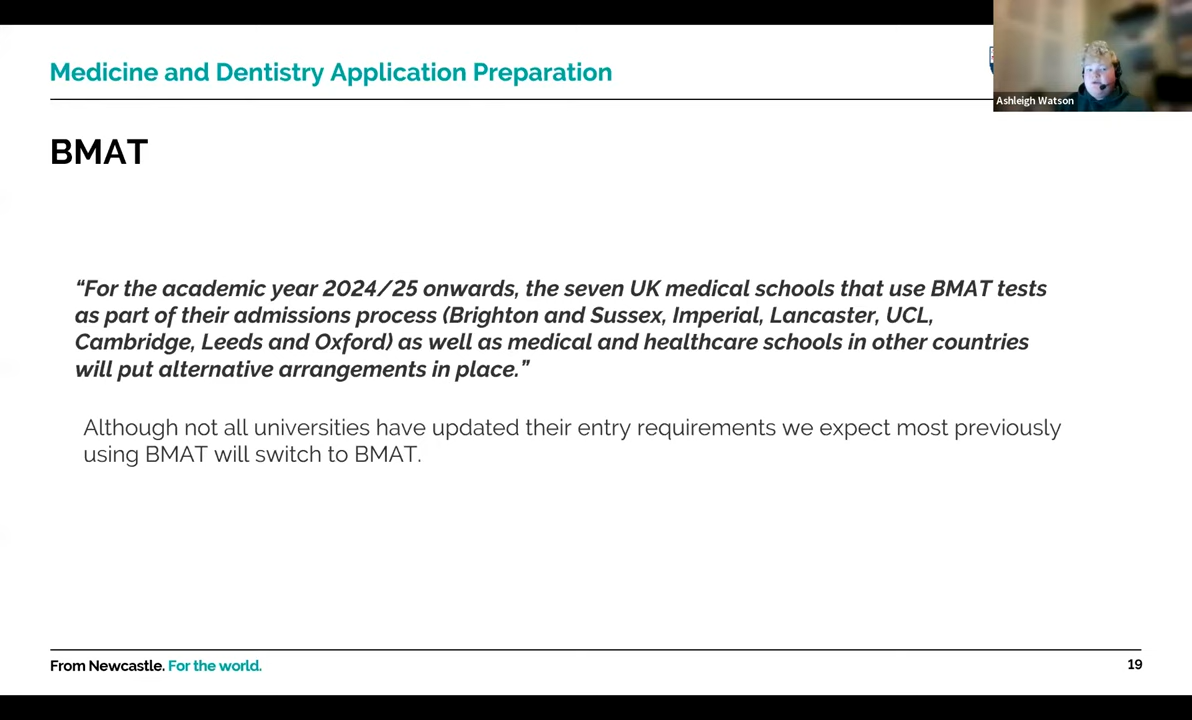 Medicine and Dentistry Application Preparation
Ashleigh Watson
BMAT
“For the academic year 2024/25 onwards, the seven UK medical schools that use BMAT tests
as part of their admissions process (Brighton and Sussex, Imperial, Lancaster, UCL,
Cambridge, Leeds and Oxford) as well as medical and healthcare schools in other countries
will put alternative arrangements in place.”
Although not all universities have updated their entry requirements we expect most previously
using BMAT will switch to BMAT.
From Newcastle. For the world.
19